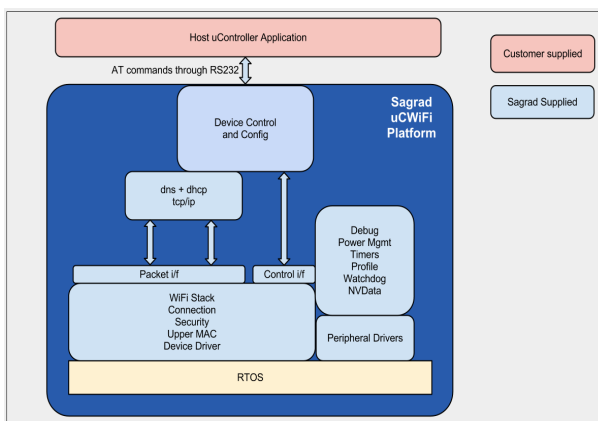 Host uController Application
Customer supplied
AT commands through RS232
Sagrad Supplied
Sagrad
uCWiFi
Platform
Device Control
and Config
dns + dhcp
tcp/ip
Debug
Power Mgmt
Timers
Profile
Watchdog
NVData
Packet i/f
Control i/f
WiFi Stack
Connection
Security
Upper MAC
Device Driver
Peripheral Drivers
RTOS